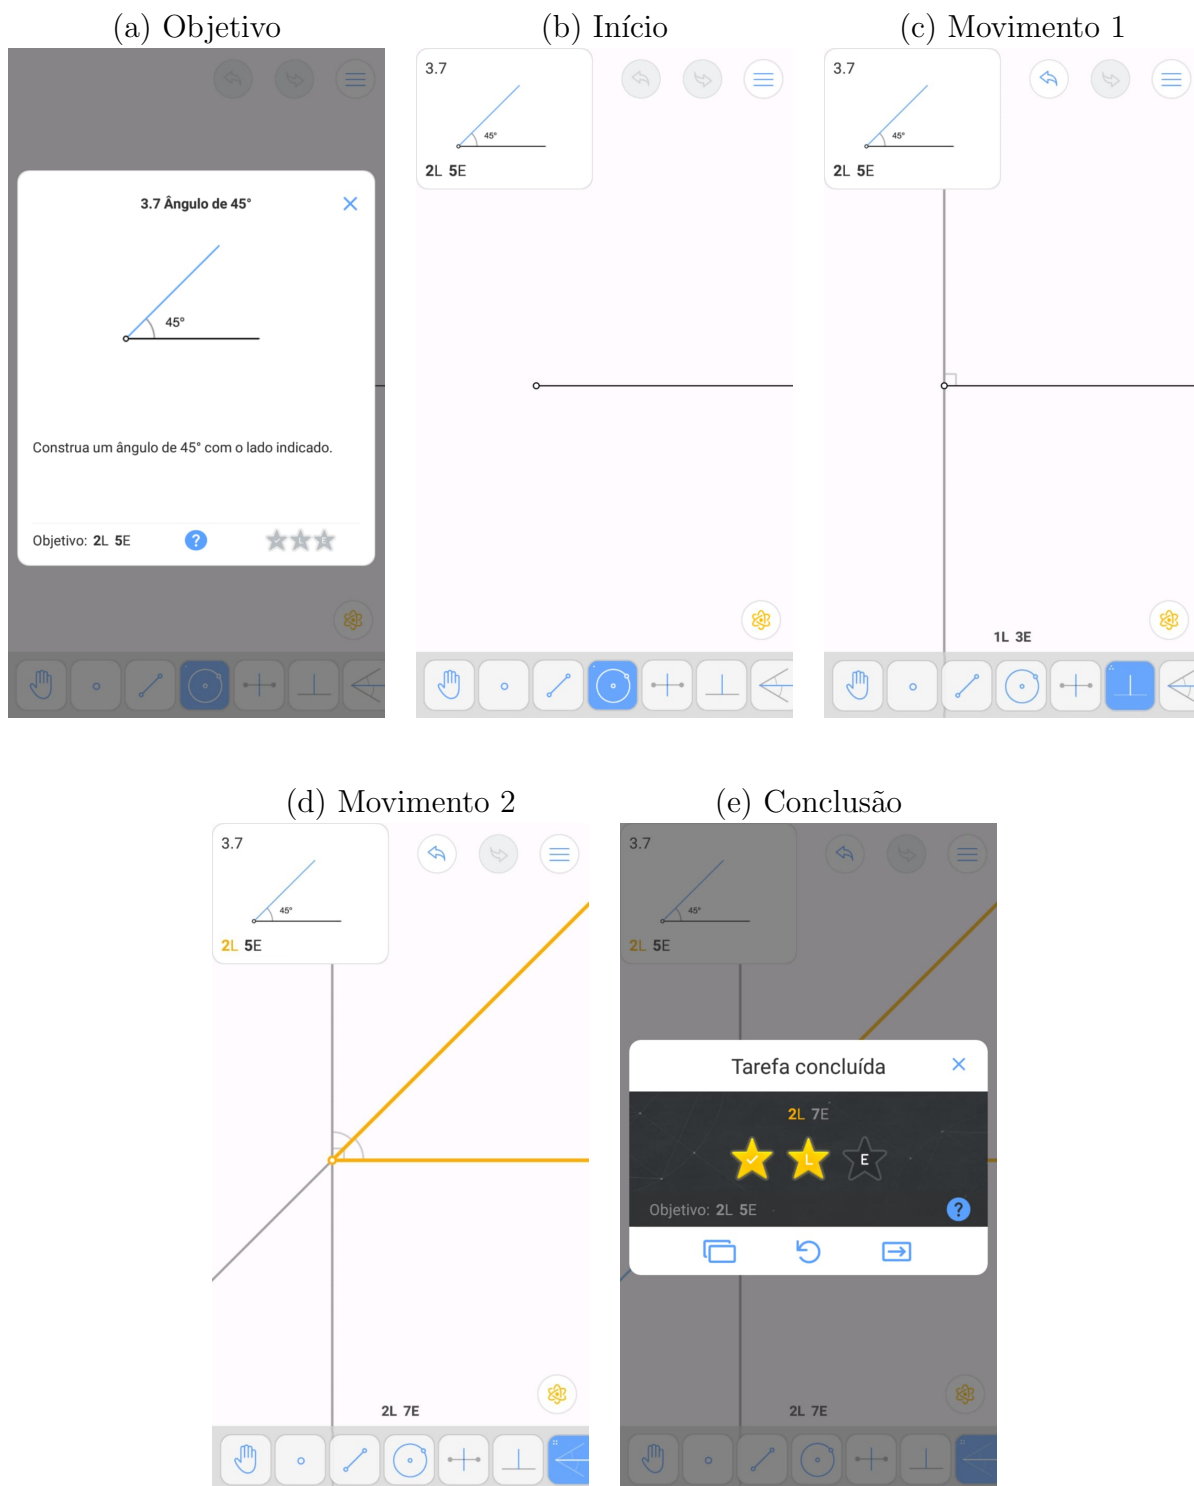 (a) Objetivo
(b) Início
(c) Movimento 1
3.7 Ângulo de 45°
45°
Construa um ângulo de 45° com o lado indicado.
Objetivo: 2L 5E
?
E
3.7
45°
2L 5E
3.7
45°
2L 5E
1L 3E
(d) Movimento 2
(e) Conclusão
3.7
45°
2L 5E
2L 7E
3.7
45°
2L 5E
Tarefa concluída
2L 7E
L
E
Objetivo: 2L 5E
?
2L 7E